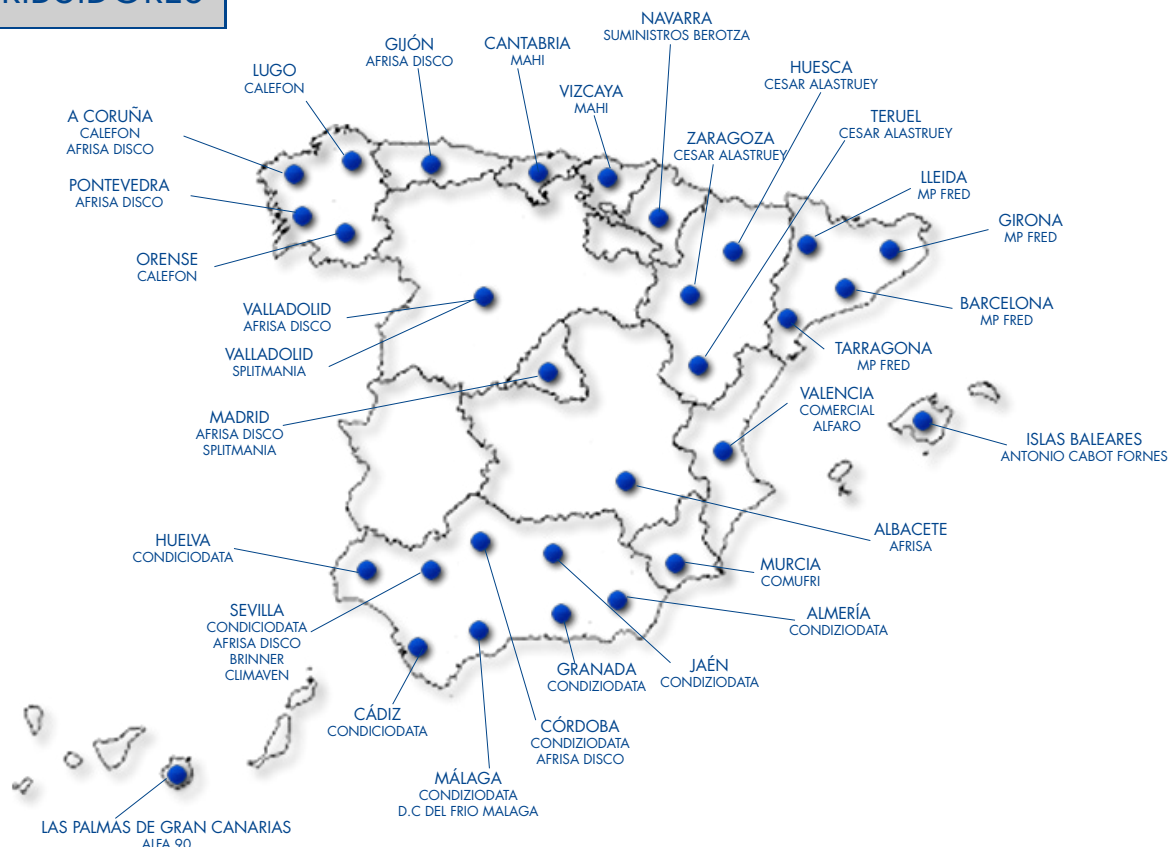 NAVARRA
SUMINISTROS BEROTZA
GIJÓN
AFRISA DISCO
CANTABRIA
MAHI
LUGO
CALEFON
HUESCA
CESAR ALASTRUEY
VIZCAYA
MAHI
A CORUÑA
CALEFON
AFRISA DISCO
TERUEL
CESAR ALASTRUEY
ZARAGOZA
CESAR ALASTRUEY
PONTEVEDRA
AFRISA DISCO
LLEIDA
MP FRED
GIRONA
MP FRED
ORENSE
CALEFON
VALLADOLID
AFRISA DISCO
BARCELONA
MP FRED
VALLADOLID
SPLITMANIA
TARRAGONA
MP FRED
VALENCIA
COMERCIAL
ALFARO
MADRID
AFRISA DISCO
SPLITMANIA
ISLAS BALEARES
ANTONIO CABOT FORNES
ALBACETE
AFRISA
HUELVA
CONDICIODATA
MURCIA
COMUFRI
SEVILLA
CONDICIODATA
AFRISA DISCO
BRINNER
CLIMAVEN
ALMERÍA
CONDIZIODATA
GRANADA
CONDIZIODATA
JAÉN
CONDIZIODATA
CÁDIZ
CONDICIODATA
CÓRDOBA
CONDIZIODATA
AFRISA DISCO
MÁLAGA
CONDIZIODATA
D.C DEL FRIO MALAGA
LAS PALMAS DE GRAN CANARIAS
ALFA 90